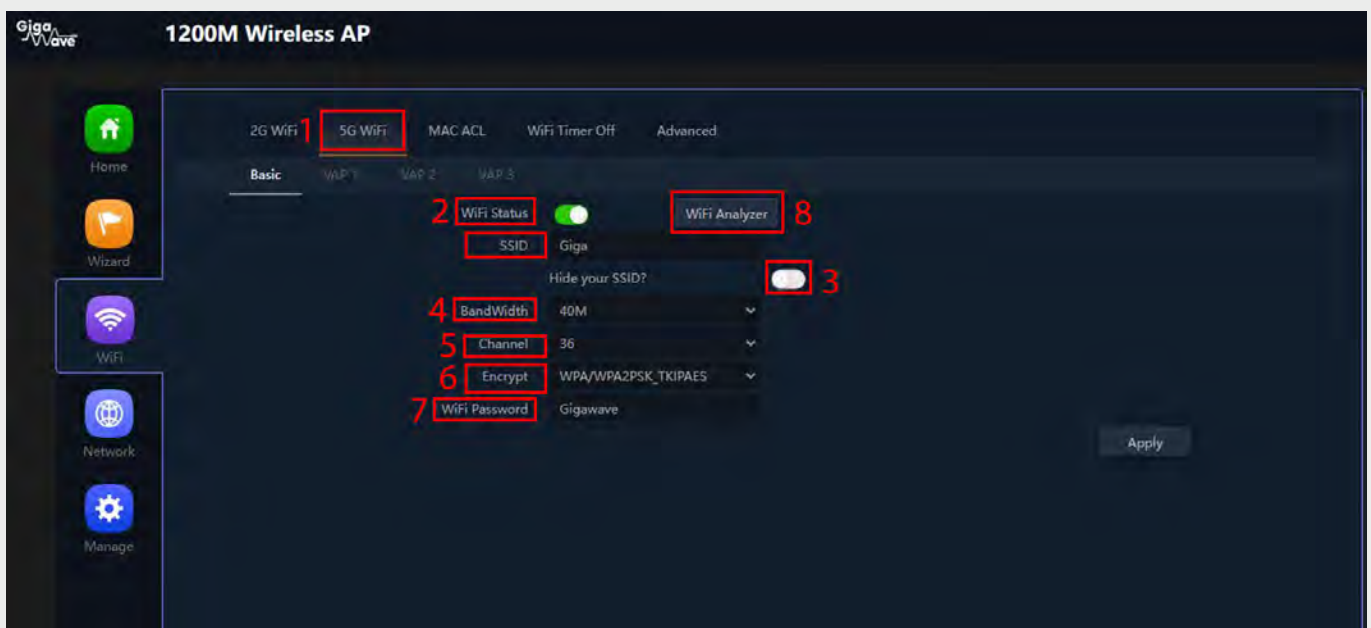 Giga Wave
1200M Wireless AP
Home
Wizard
WiFi
Network
Manage
2G WiFi 1 5G WiFi MAC ACL WiFi Timer Off Advanced
Basic VAP 1 VAP 2 VAP 3
2 WiFi Status WiFi Analyzer 8
SSID Giga
Hide your SSID? 3
4 BandWidth 40M
5 Channel 36
6 Encrypt WPA/WPA2PSK_TKIPAES
7 WiFi Password Gigawave
Apply